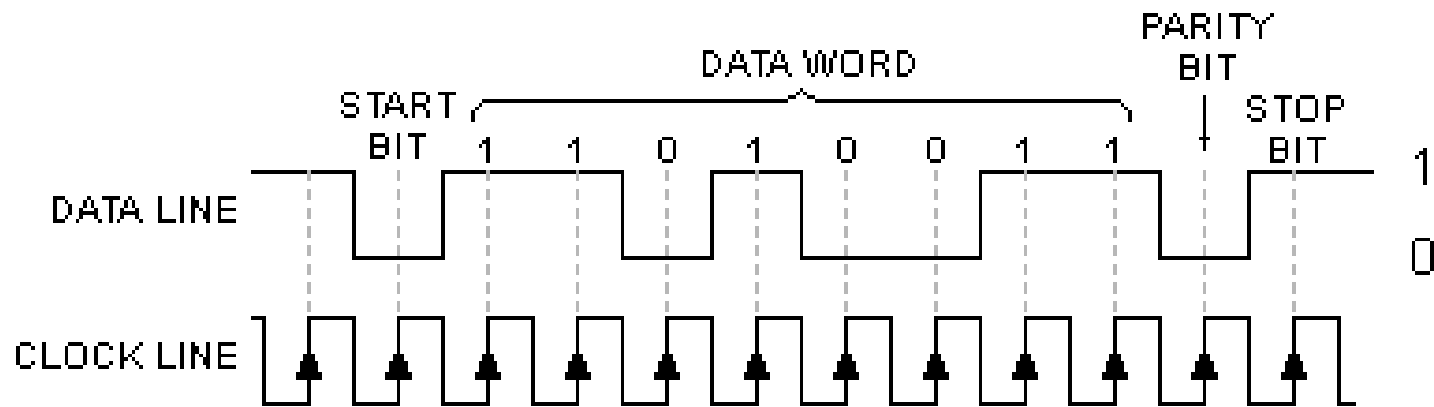 PARITY
BIT
DATA WORD
START
BIT
STOP
BIT
1 1 0 1 0 0 1 1
1
DATA LINE
0
CLOCK LINE